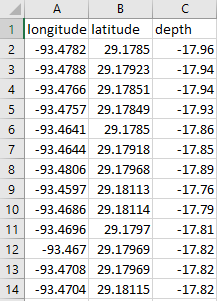 A B C
1 longitude latitude depth
2 -93.4782 29.1785 -17.96
3 -93.4788 29.17923 -17.94
4 -93.4766 29.17851 -17.94
5 -93.4757 29.17849 -17.93
6 -93.4641 29.1785 -17.86
7 -93.4644 29.17918 -17.85
8 -93.4806 29.17968 -17.89
9 -93.4597 29.18113 -17.76
10 -93.4686 29.18114 -17.79
11 -93.4696 29.1797 -17.81
12 -93.467 29.17969 -17.82
13 -93.4708 29.17969 -17.82
14 -93.4704 29.18115 -17.82